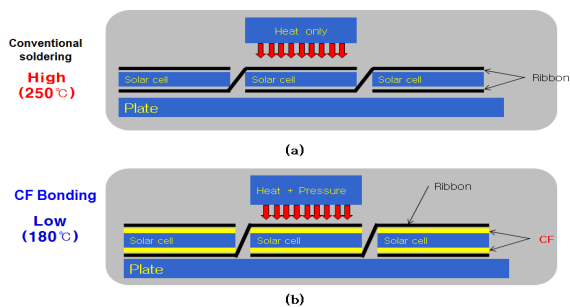 Conventional
soldering
High
(250℃)
Heat only
Solar cell
Solar cell
Solar cell
Ribbon
Plate
(a)
CF Bonding
Low
(180℃)
Heat + Pressure
Ribbon
Solar cell
Solar cell
Solar cell
CF
Plate
(b)